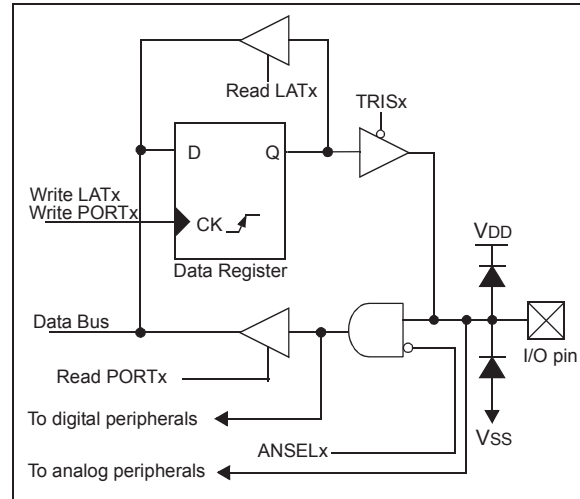 Read LATx
TRISx
D
Q
Write LATx
Write PORTx
CK
Data Register
VDD
Data Bus
I/O pin
Read PORTx
To digital peripherals
VSS
ANSELx
To analog peripherals